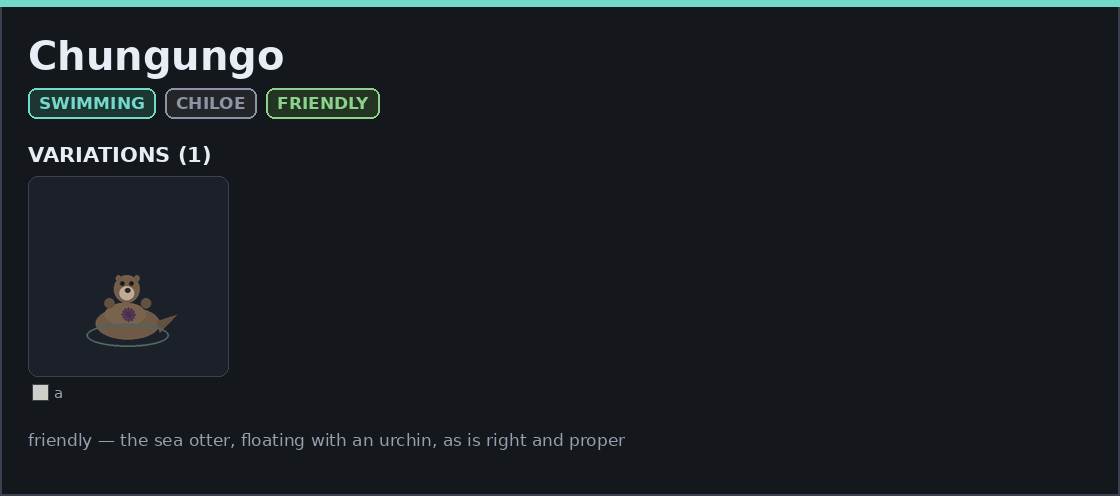 Chungungo
SWIMMING CHILOE FRIENDLY
VARIATIONS (1)
a
friendly — the sea otter, floating with an urchin, as is right and proper